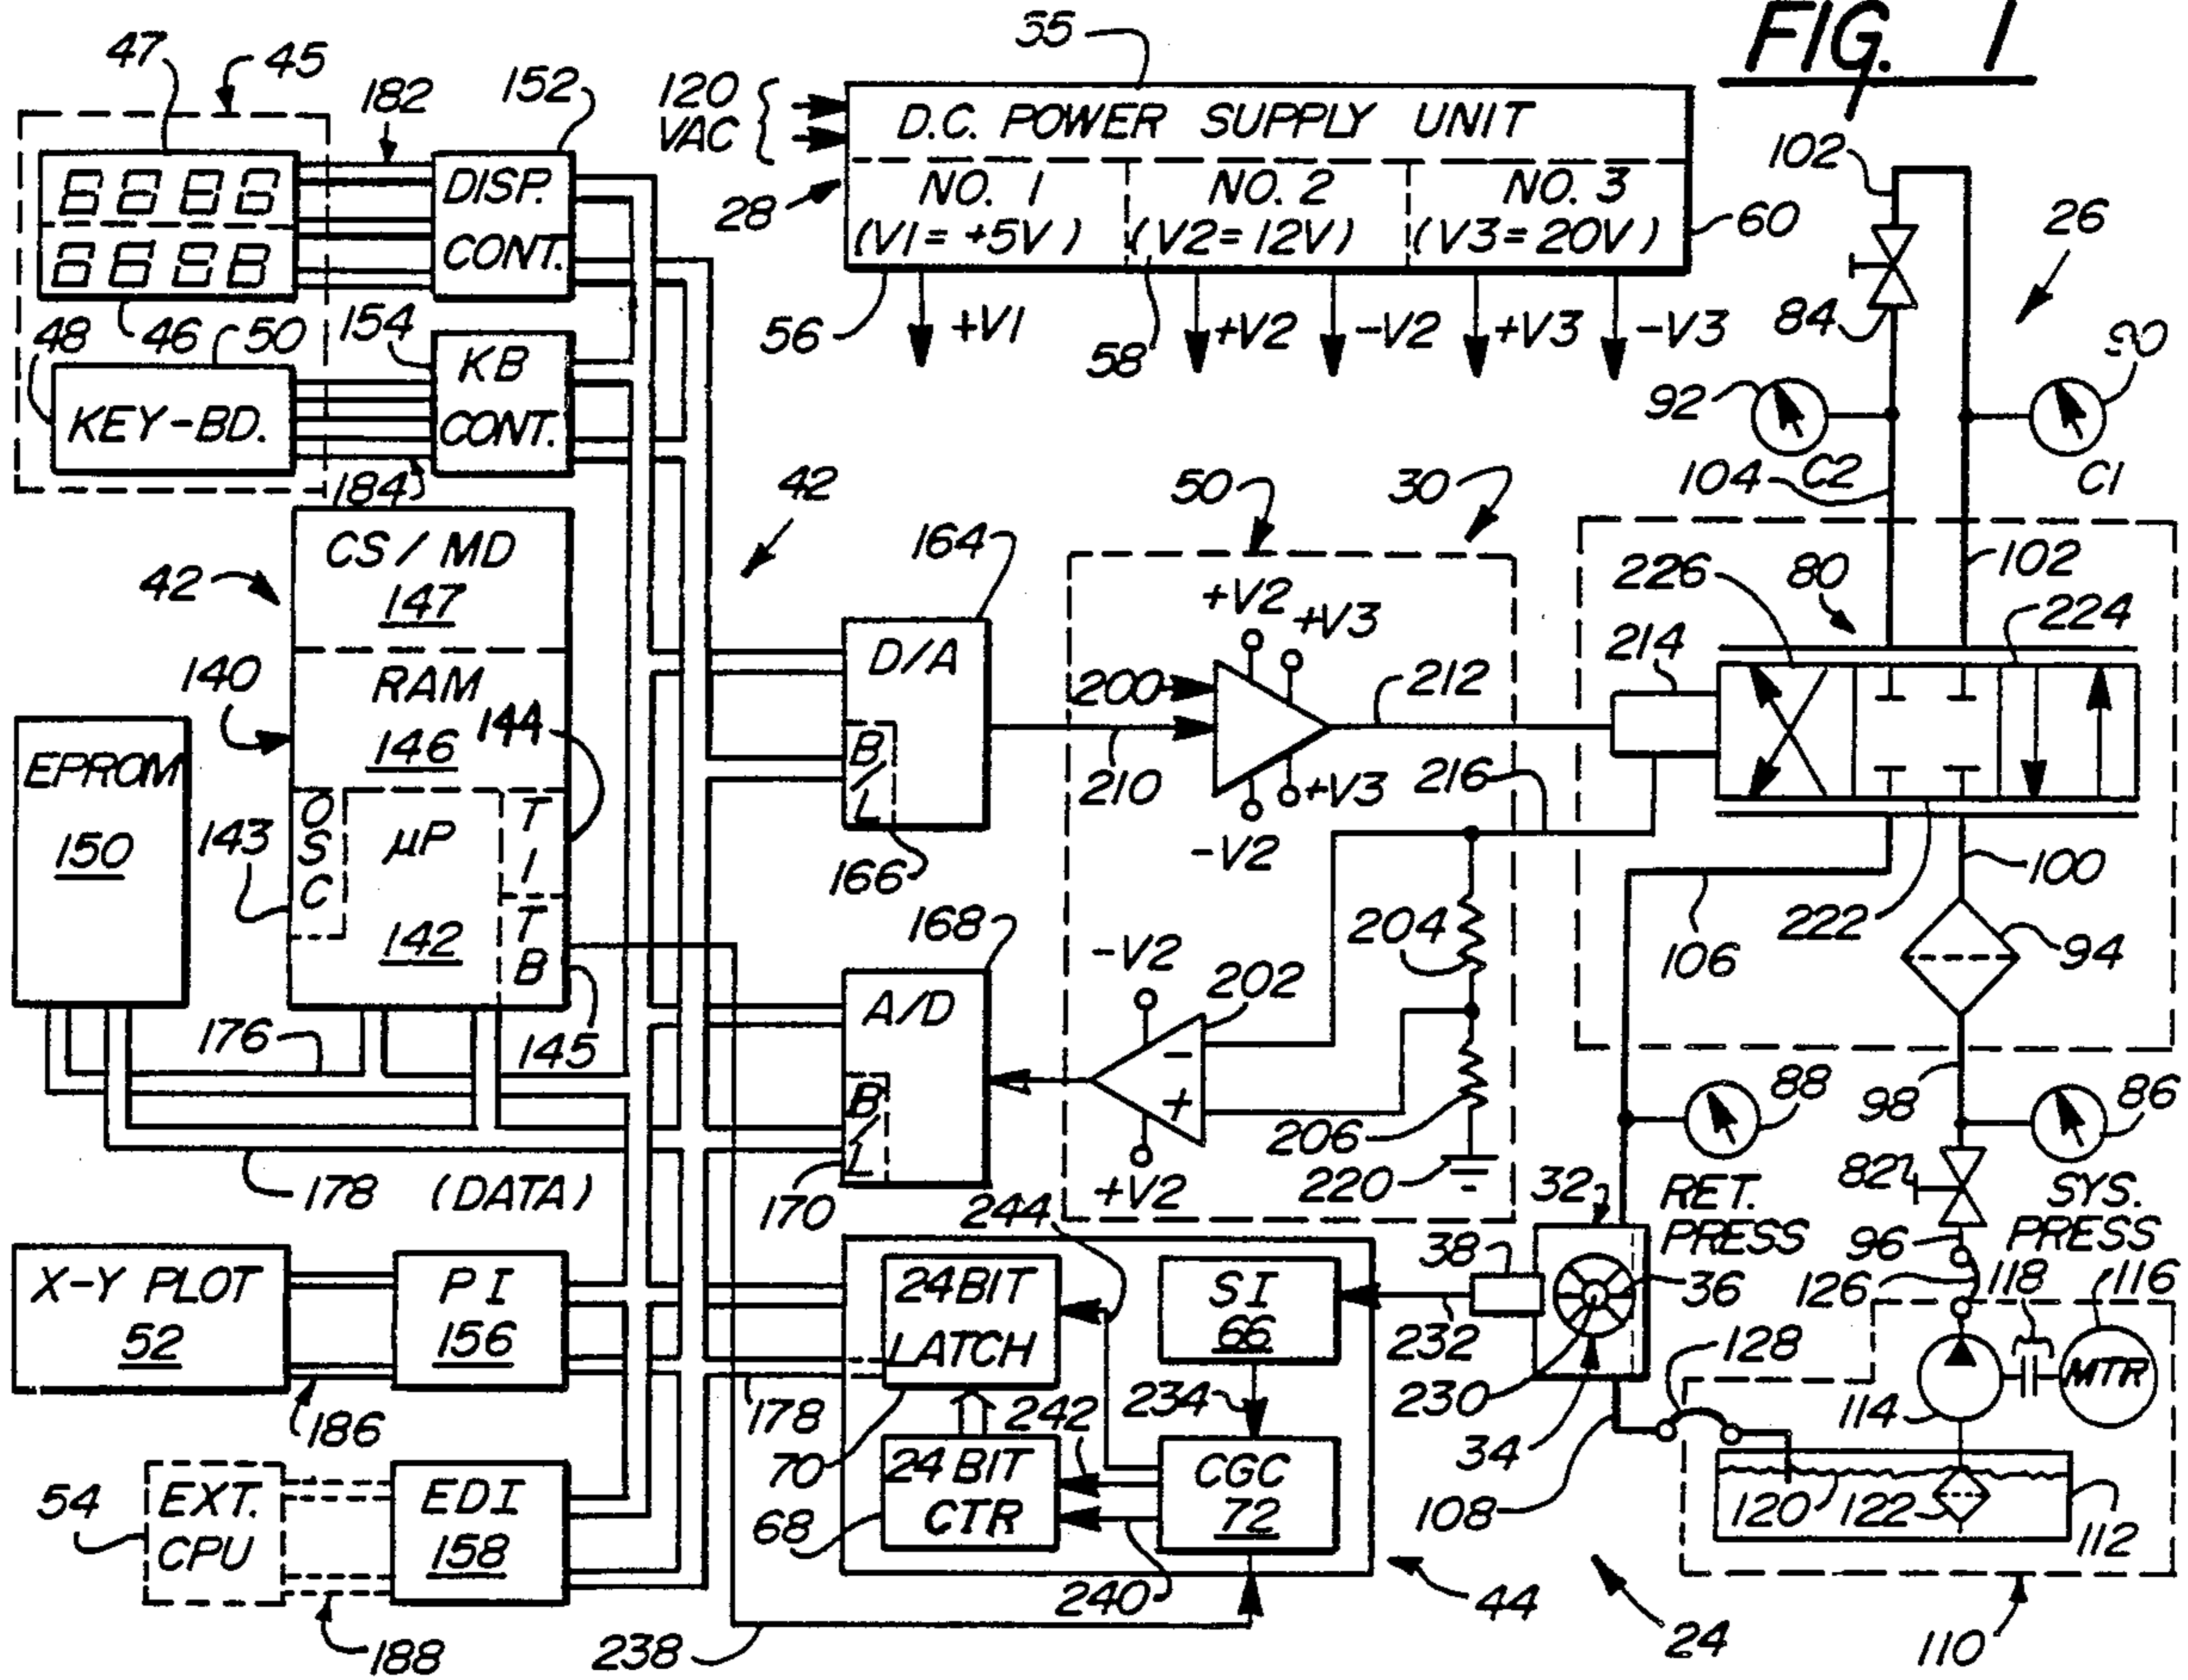 FIG. 1
55
47
45
182
152
120
VAC
D.C. POWER SUPPLY UNIT
28
NO. 1
(V1= +5V)
NO. 2
(V2=12V)
NO. 3
(V3=20V)
60
56
+V1
58
+V2
-V2
+V3
-V3
DISP.
CONT.
46
48
50
154
KEY-BD.
KB
CONT.
184
102
26
84
90
92
C2
C1
104
42
CS/MD
147
42
140
RAM
146
144
EPROM
150
OSC
143
µP
142
TI
TB
145
176
178
(DATA)
164
D/A
B/L
166
168
A/D
B/L
170
50
30
+V2
+V3
200
210
212
+V3
-V2
216
204
-V2
202
-
+
206
220
+V2
226
80
102
214
224
100
222
106
94
98
88
86
RET.
PRESS
82
SYS.
PRESS
96
126
118
116
MTR
114
128
120
122
112
110
24
X-Y PLOT
52
PI
156
186
54
EXT.
CPU
EDI
158
188
244
24BIT
LATCH
SI
66
178
234
242
70
24 BIT
CTR
68
CGC
72
240
238
44
32
38
36
232
230
34
108